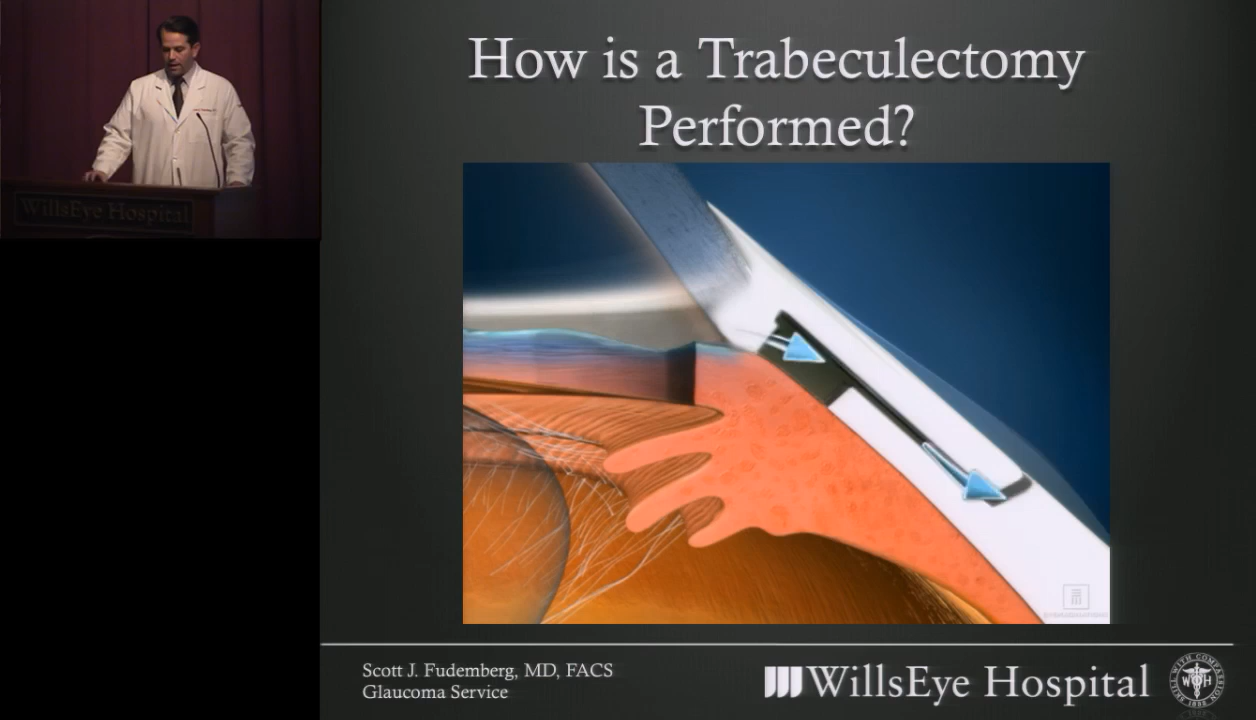 How is a Trabeculectomy
Performed?
WillsEye Hospital
Scott J. Fudemberg, MD, FACS
Glaucoma Service
WillsEye Hospital